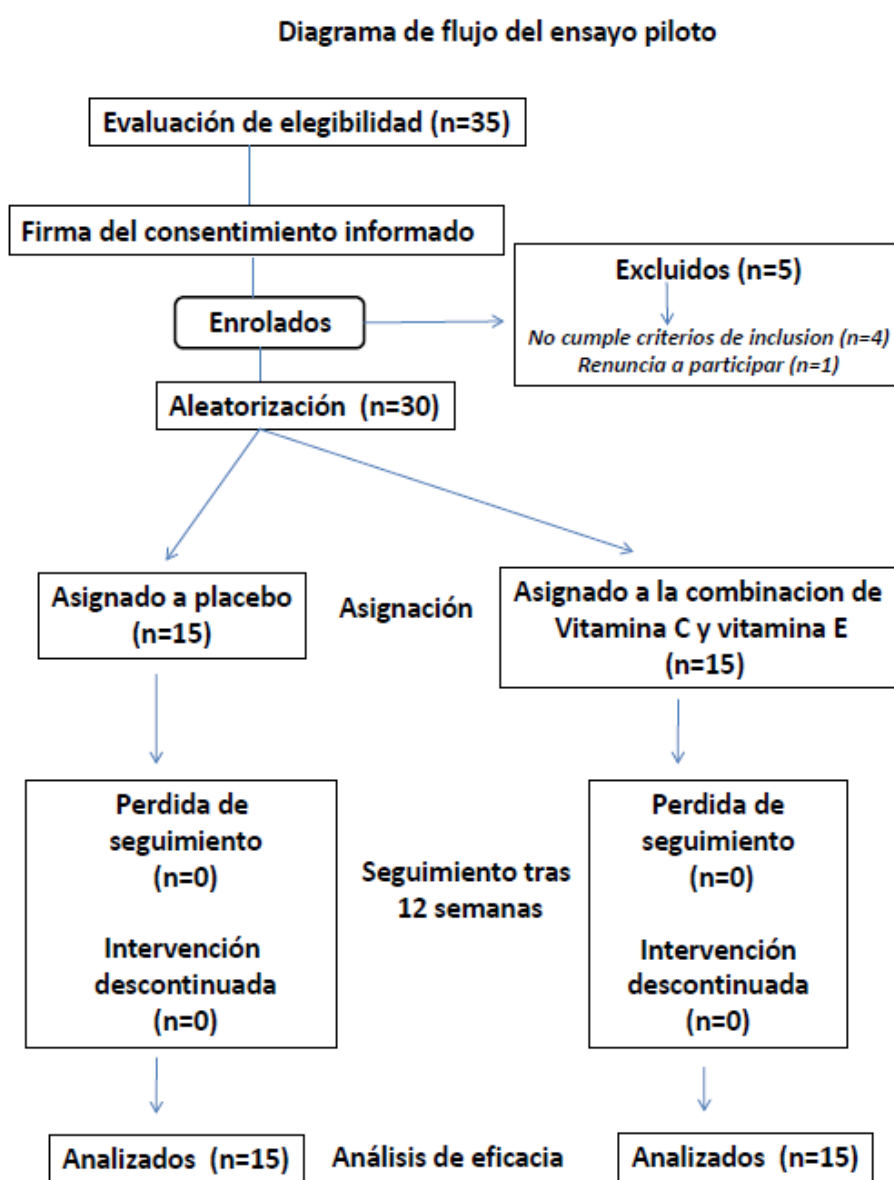 Diagrama de flujo del ensayo piloto
Evaluación de elegibilidad (n=35)
Firma del consentimiento informado
Excluidos (n=5)
No cumple criterios de inclusion (n=4)
Renuncia a participar (n=1)
Enrolados
Aleatorización (n=30)
Asignado a placebo
(n=15)
Asignación
Asignado a la combinacion de
Vitamina C y vitamina E
(n=15)
Perdida de
seguimiento
(n=0)
Intervención
descontinuada
(n=0)
Seguimiento tras
12 semanas
Perdida de
seguimiento
(n=0)
Intervención
descontinuada
(n=0)
Analizados (n=15)
Análisis de eficacia
Analizados (n=15)